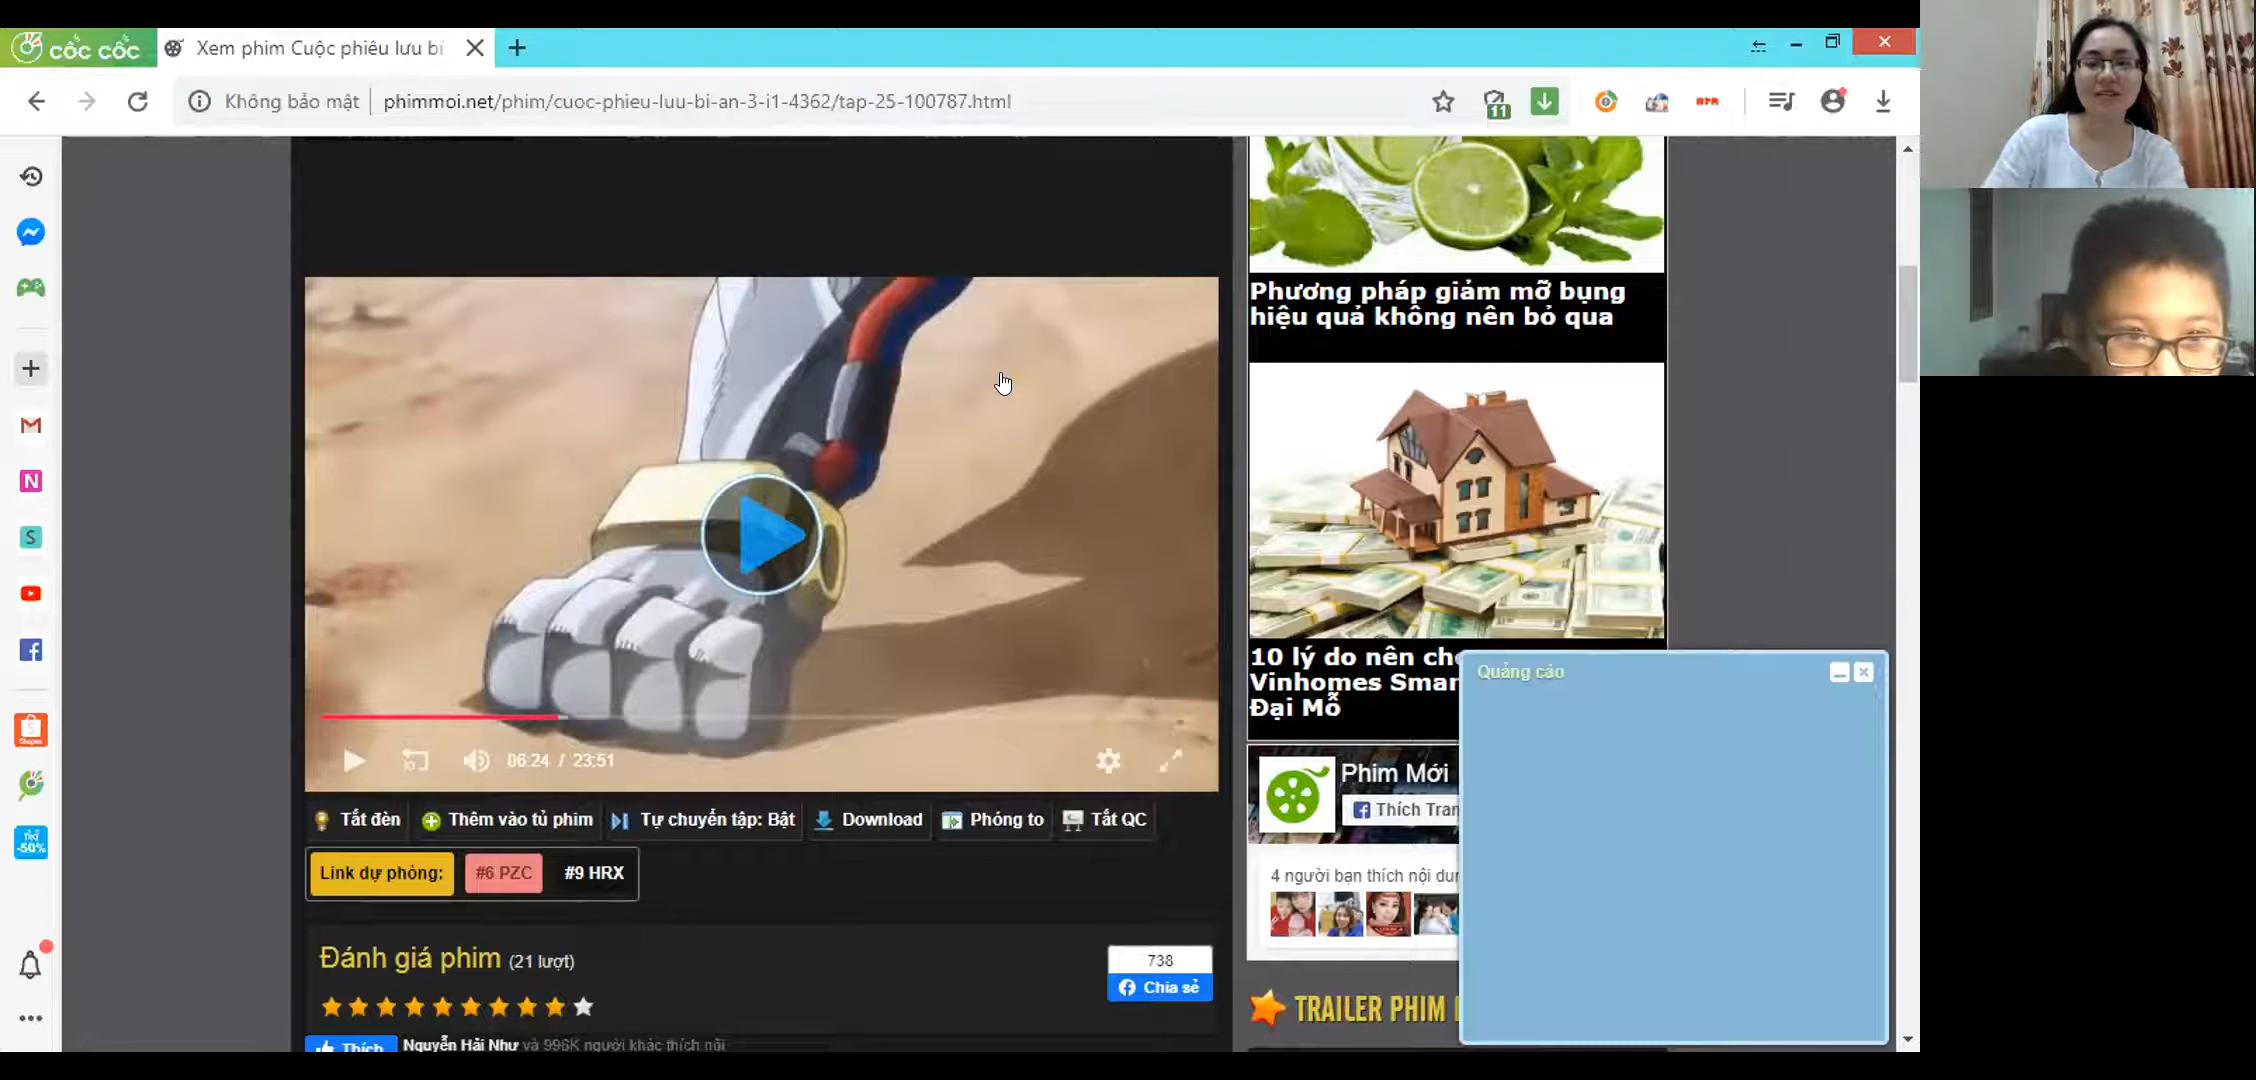 cốc cốc
Xem phim Cuộc phiêu lưu bí
Không bảo mật
phimmoi.net/phim/cuoc-phieu-luu-bi-an-3-i1-4362/tap-25-100787.html
11
Phương pháp giảm mỡ bụng
hiệu quả không nên bỏ qua
N
S
10 lý do nên
Vinhomes
Đại Mỗ
Quảng cáo
06:24 / 23:51
Phim Mới
Thích
Tắt đèn
Thêm vào tủ phim
Tự chuyển tập: Bật
Download
Phóng to
Tắt QC
TIKI
-50%
Link dự phòng:
#6 PZC
#9 HRX
4 người bạn thích nội
Đánh giá phim (21 lượt)
738
Chia sẻ
TRAILER PHIM
Thích
Nguyễn Hải Như và 996K người khác thích nội